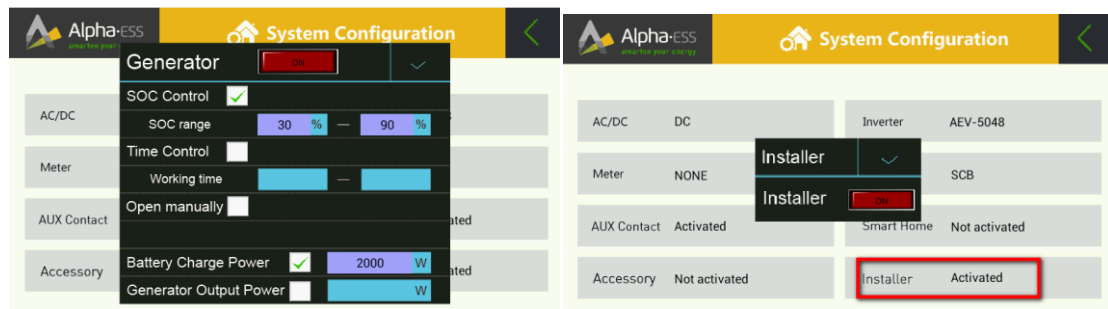 Alpha-ESS
smarten your
System Configuration
Generator
ON
SOC Control
AC/DC
SOC range
30 % — 90 %
Time Control
Meter
Working time
—
Open manually
AUX Contact
ated
Battery Charge Power
2000 W
Accessory
ated
Generator Output Power
W
Alpha-ESS
smarten your energy
System Configuration
AC/DC DC Inverter AEV-5048
Installer
Meter NONE SCB
Installer ON
AUX Contact Activated Smart Home Not activated
Accessory Not activated Installer Activated